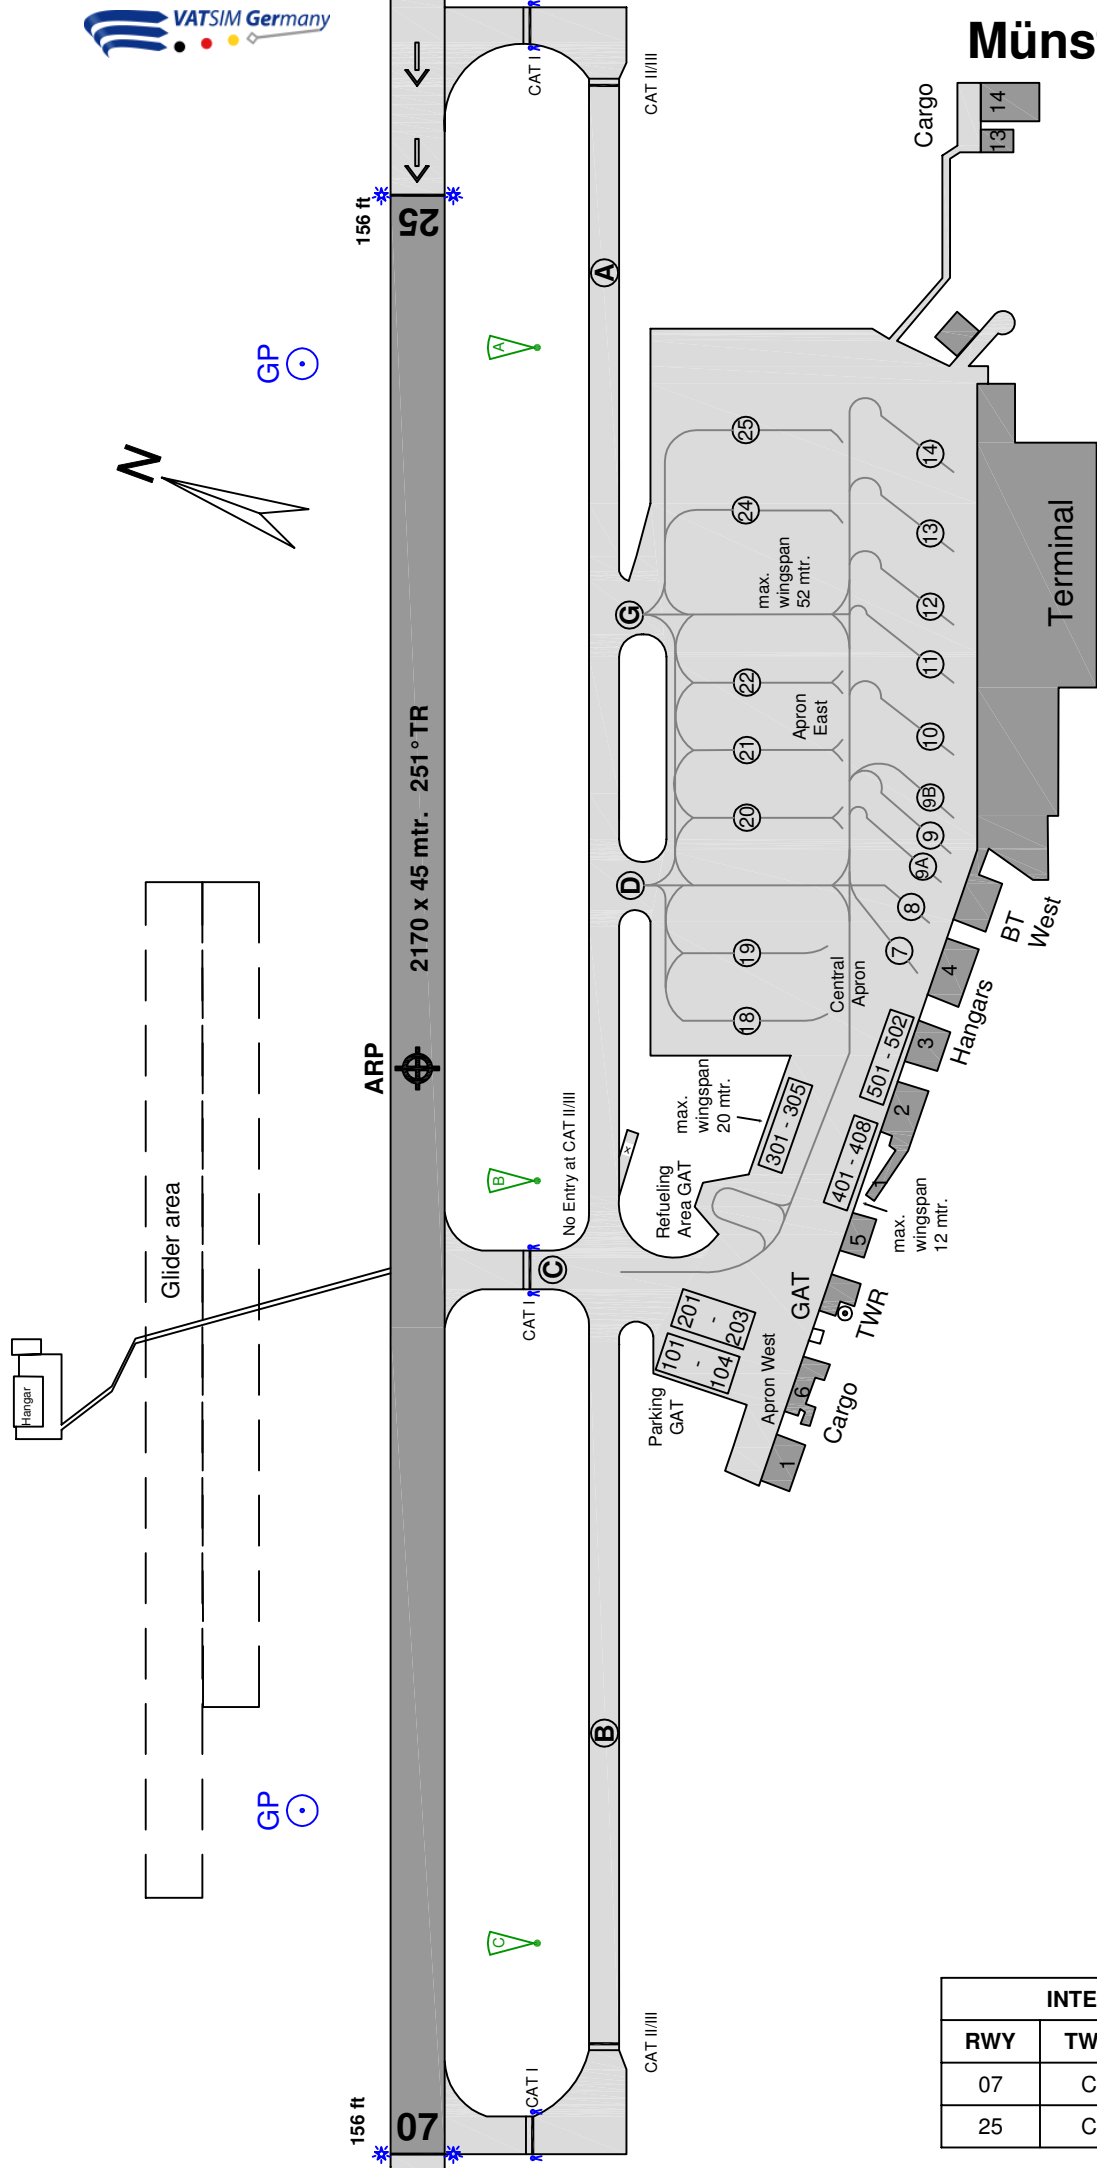 VATSIM Germany
Müns
CAT I
CAT II/III
Cargo
14
13
156 ft
25
A
GP
A
N
25
24
14
13
12
11
10
9B
9
9A
8
7
G
max.
wingspan
52 mtr.
22
21
20
19
18
Apron
East
Terminal
2170 x 45 mtr. 251° TR
D
BT
West
4
Hangars
3
2
1
5
Central
Apron
501 - 502
401 - 408
301 - 305
ARP
max.
wingspan
20 mtr.
max.
wingspan
12 mtr.
Glider area
B
No Entry at CAT II/III
Refueling
Area GAT
x
C
CAT I
GAT
TWR
201
-
203
101
-
104
Parking
GAT
Apron West
6
Cargo
1
Hangar
B
GP
C
CAT II/III
CAT I
156 ft
07
INTE
RWY
TW
07
C
25
C